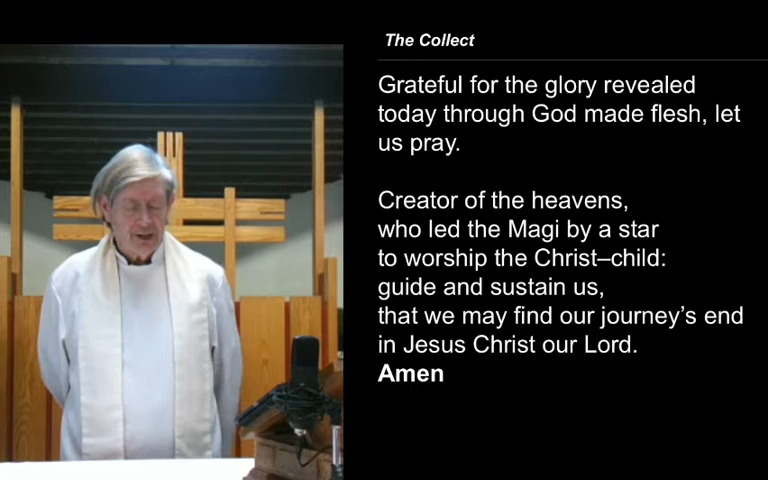 The Collect
Grateful for the glory revealed
today through God made flesh, let
us pray.
Creator of the heavens,
who led the Magi by a star
to worship the Christ–child:
guide and sustain us,
that we may find our journey’s end
in Jesus Christ our Lord.
Amen